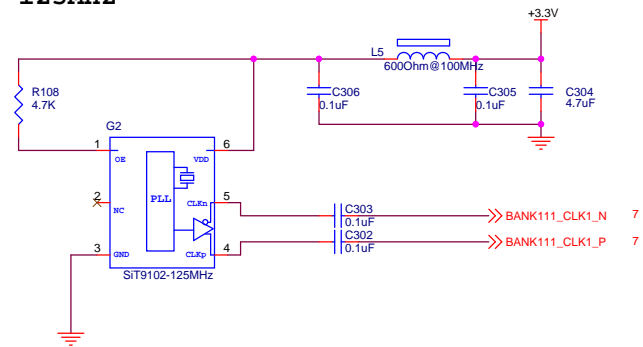 125MHz
+3.3V
L5
600Ohm@100MHz
R108
4.7K
C306
0.1uF
C305
0.1uF
C304
4.7uF
G2
1
6
OE
VDD
PLL
2
NC
5
CLKn
3
GND
4
CLKp
SiT9102-125MHz
C303
0.1uF
BANK111_CLK1_N 7
C302
0.1uF
BANK111_CLK1_P 7